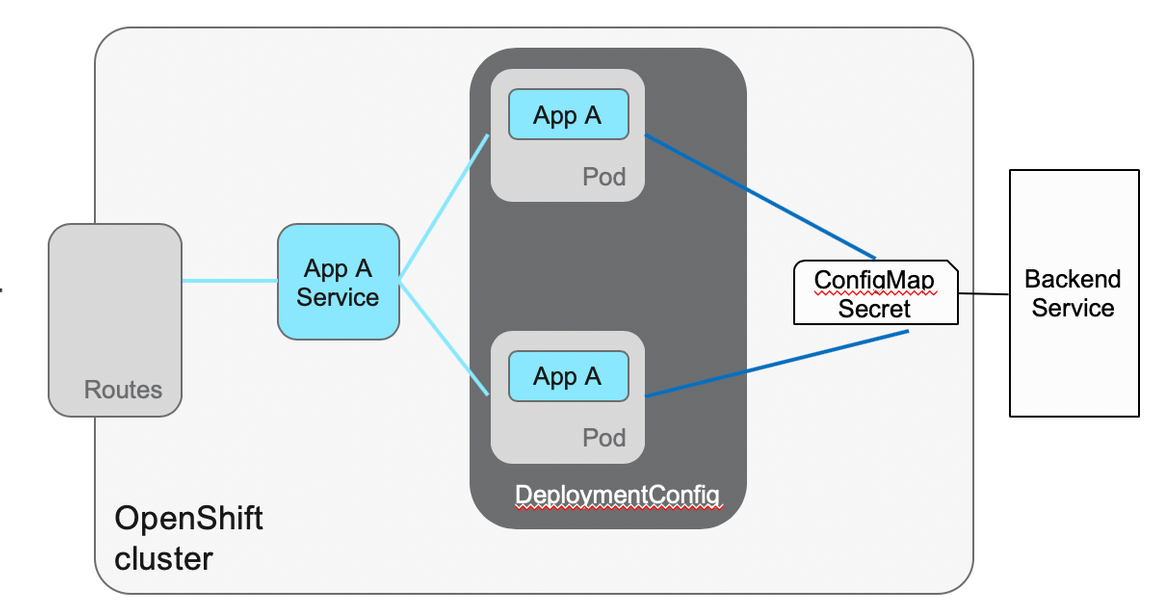 App A
Pod
App A
Service
ConfigMap
Secret
Backend
Service
Routes
App A
Pod
DeploymentConfig
OpenShift
cluster